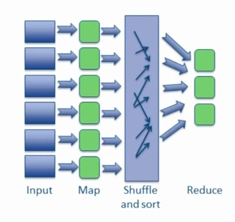 Input Map Shuffle Reduce
and sort